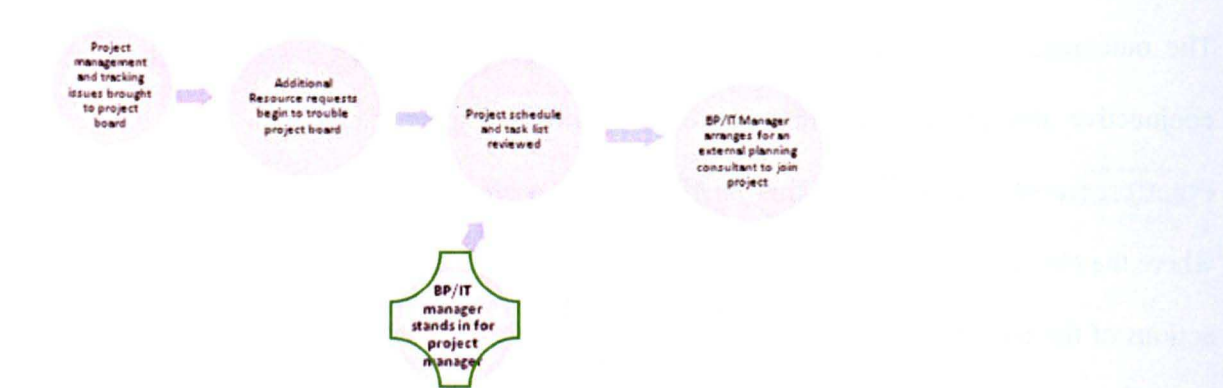 Project
management
and tracking
issues brought
to project
board
Additional
Resource requests
begin to trouble
project board
Project schedule
and task list
reviewed
BP/IT Manager
arranges for an
external planning
consultant to join
project
BP/IT
manager
stands in for
project
manager
The